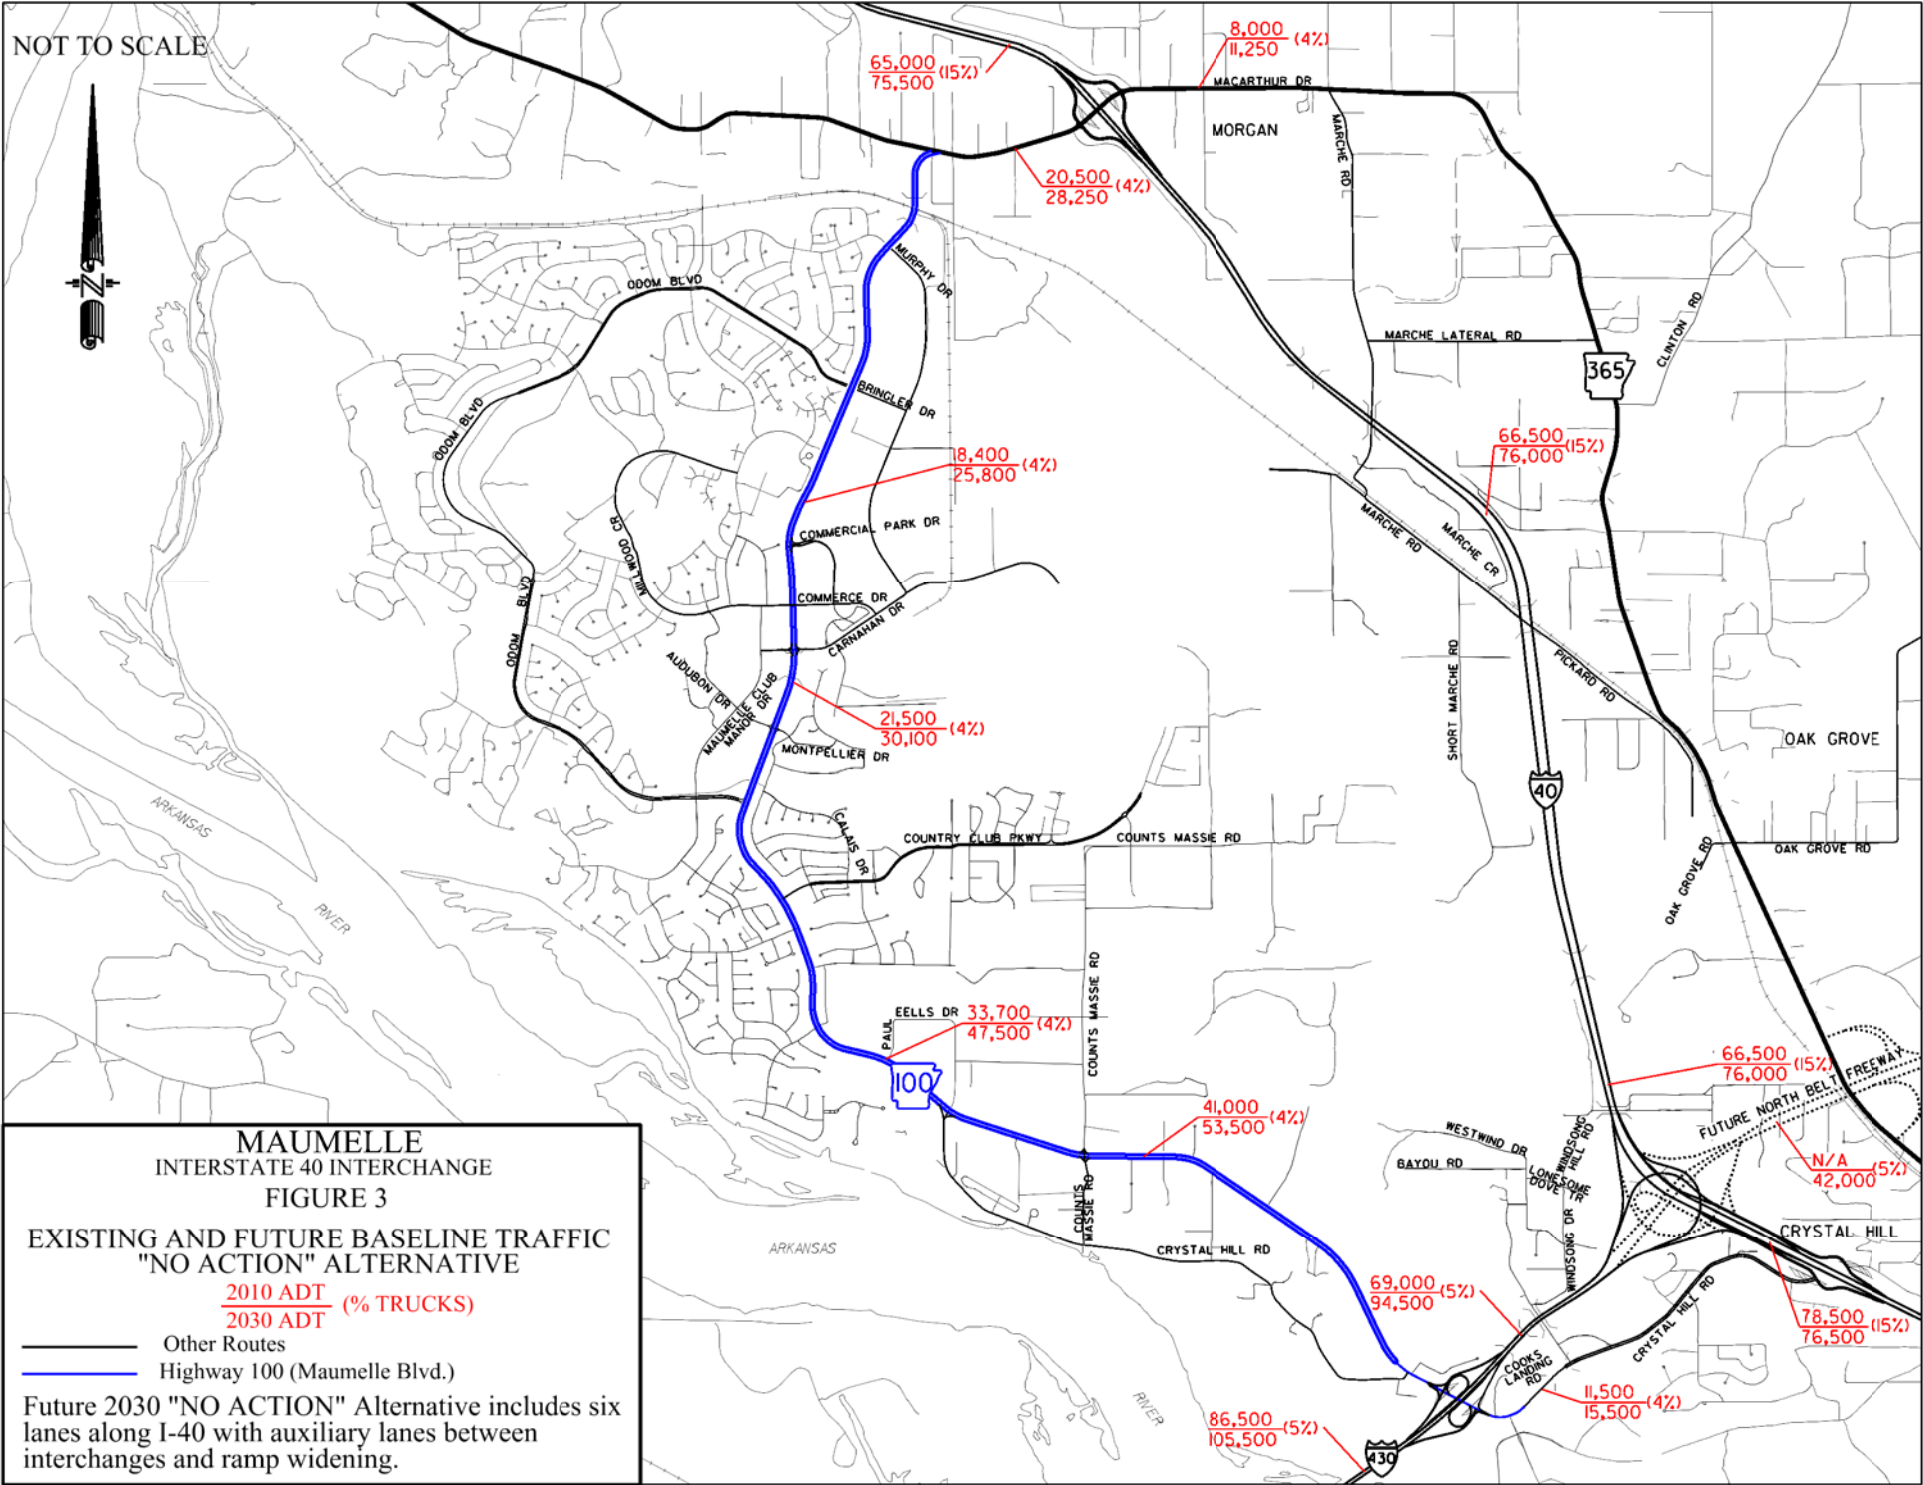 NOT TO SCALE
N
65,000
75,500 (15%)
8,000
11,250 (4%)
MACARTHUR DR
MORGAN
MARCHE RD
20,500
28,250 (4%)
MURPHY DR
ODOM BLVD
MARCHE LATERAL RD
365
CLINTON RD
BRINGLER DR
ODOM BLVD
66,500
76,000 (15%)
18,400
25,800 (4%)
COMMERCIAL PARK DR
MARCHE RD
MARCHE CR
MILLWOOD CR
COMMERCE DR
CARNAHAN DR
ODOM BLVD
AUDUBON DR
MAUMELLE CLUB
MANOR DR
SHORT MARCHE RD
PICKARD RD
21,500
30,100 (4%)
MONTPELLIER DR
OAK GROVE
40
ARKANSAS
RIVER
CALAIS DR
COUNTRY CLUB PKWY
COUNTS MASSIE RD
OAK GROVE RD
OAK GROVE RD
COUNTS MASSIE RD
PAUL EELLS DR
33,700
47,500 (4%)
100
66,500
76,000 (15%)
FUTURE NORTH BELT FREEWAY
41,000
53,500 (4%)
WESTWIND DR
WINDSONG
HILL RD
BAYOU RD
LONESOME
DOVE TR
N/A
42,000 (5%)
COUNTS
MASSIE RD
WINDSONG DR
CRYSTAL HILL
ARKANSAS
CRYSTAL HILL RD
69,000
94,500 (5%)
CRYSTAL HILL RD
78,500
76,500 (15%)
COOKS
LANDING
RD
11,500
15,500 (4%)
RIVER
86,500
105,500 (5%)
430
MAUMELLE
INTERSTATE 40 INTERCHANGE
FIGURE 3
EXISTING AND FUTURE BASELINE TRAFFIC
"NO ACTION" ALTERNATIVE
2010 ADT
2030 ADT (% TRUCKS)
Other Routes
Highway 100 (Maumelle Blvd.)
Future 2030 "NO ACTION" Alternative includes six
lanes along I-40 with auxiliary lanes between
interchanges and ramp widening.